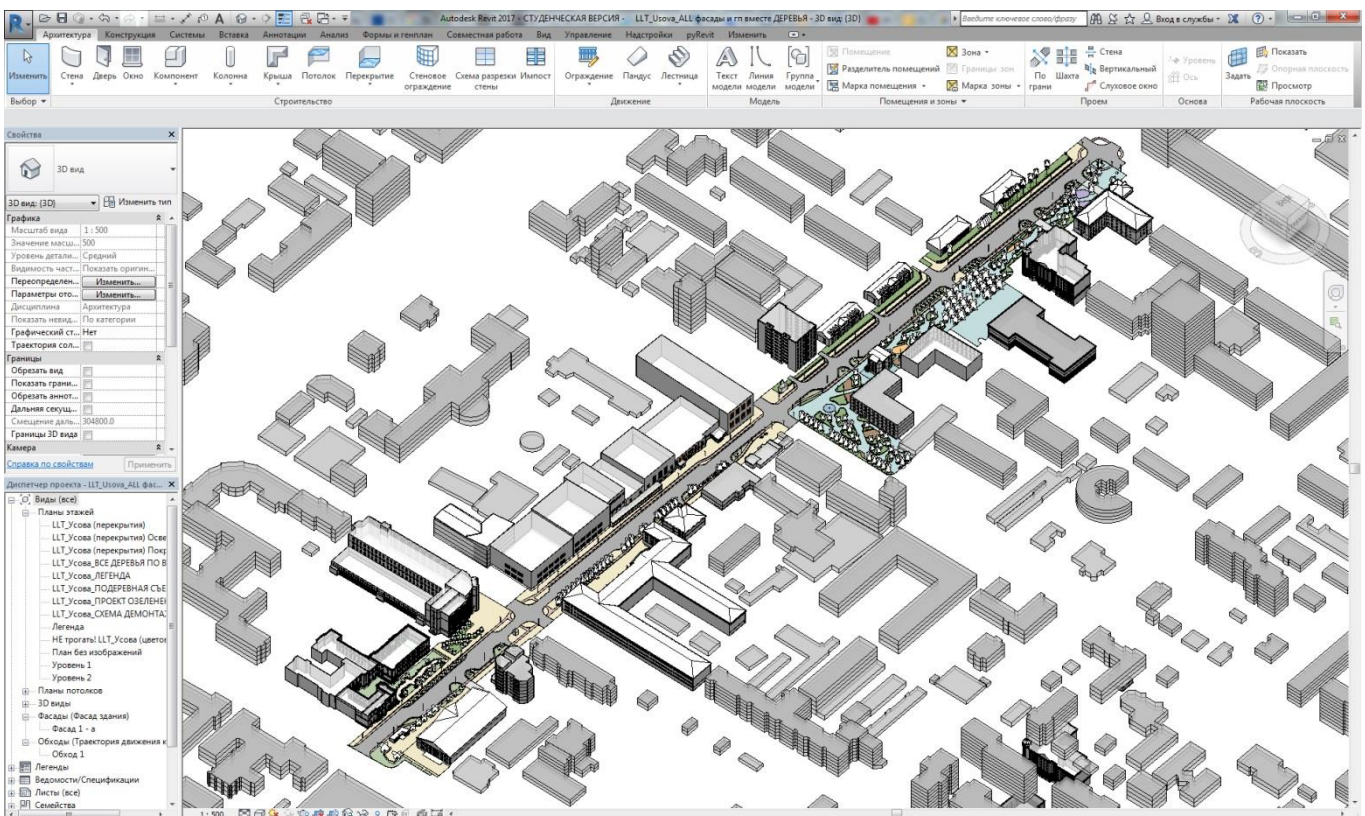 Autodesk Revit 2017 - СТУДЕНЧЕСКАЯ ВЕРСИЯ - LLT_Usova_ALL фасады и гп вместе ДЕРЕВЬЯ - 3D вид: {3D}
Введите ключевое слово/фразу
Вход в службы
Архитектура Конструкция Системы Вставка Аннотации Анализ Формы и генплан Совместная работа Вид Управление Надстройки pyRevit Изменить
Изменить
Стена Дверь Окно Компонент Колонна Крыша Потолок Перекрытие Стеновое ограждение Схема разрезки стены Импост
Ограждение Пандус Лестница
Текст модели Линия модели Группа модели
Помещение
Разделитель помещений
Марка помещения
Зона
Границы зон
Марка зоны
По грани
Шахта
Стена
Вертикальный
Слуховое окно
Уровень
Ось
Задать
Показать
Опорная плоскость
Просмотр
Выбор Строительство Движение Модель Помещения и зоны Проем Основа Рабочая плоскость
Свойства
3D вид
3D вид: {3D} Изменить тип
Графика
Масштаб вида 1 : 500
Значение масш... 500
Уровень детали... Средний
Видимость част... Показать оригин...
Переопределен... Изменить...
Параметры ото... Изменить...
Дисциплина Архитектура
Показать невид... По категории
Графический ст... Нет
Траектория сол...
Границы
Обрезать вид
Показать грани...
Обрезать аннот...
Дальняя секущ...
Смещение даль... 304800.0
Границы 3D вида
Камера
Справка по свойствам Применить
Диспетчер проекта - LLT_Usova_ALL фас...
Виды (все)
Планы этажей
LLT_Усова (перекрытия)
LLT_Усова (перекрытия) Осве
LLT_Усова (перекрытия) Покр
LLT_Усова_ВСЕ ДЕРЕВЬЯ ПО В
LLT_Усова_ЛЕГЕНДА
LLT_Усова_ПОДЕРЕВНАЯ СЪЕ
LLT_Усова_ПРОЕКТ ОЗЕЛЕНЕН
LLT_Усова_СХЕМА ДЕМОНТА
Легенда
НЕ трогать! LLT_Усова (цветов
План без изображений
Уровень 1
Уровень 2
Планы потолков
3D виды
Фасады (Фасад здания)
Фасад 1 - a
Обходы (Траектория движения к
Обход 1
Легенды
Ведомости/Спецификации
Листы (все)
Семейства
1 : 500